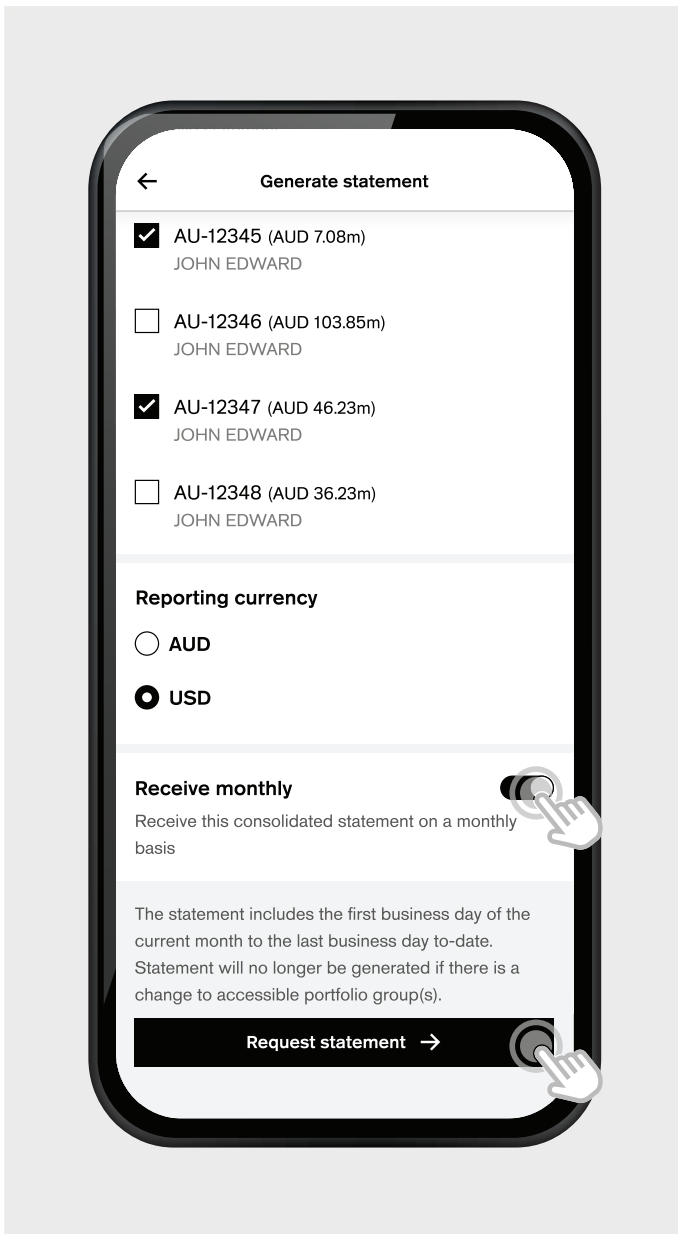 Generate statement
AU-12345 (AUD 7.08m)
JOHN EDWARD
AU-12346 (AUD 103.85m)
JOHN EDWARD
AU-12347 (AUD 46.23m)
JOHN EDWARD
AU-12348 (AUD 36.23m)
JOHN EDWARD
Reporting currency
AUD
USD
Receive monthly
Receive this consolidated statement on a monthly
basis
The statement includes the first business day of the
current month to the last business day to-date.
Statement will no longer be generated if there is a
change to accessible portfolio group(s).
Request statement